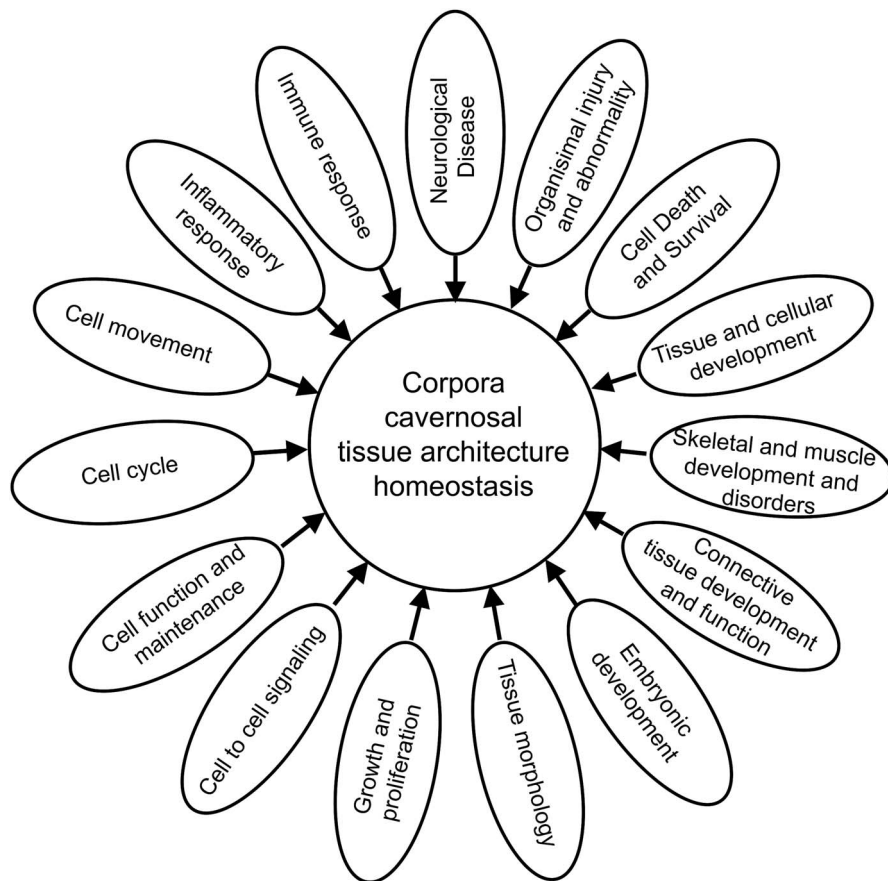 Neurological
Disease
Organisimal injury
and abnormality
Cell Death
and Survival
Tissue and cellular
development
Skeletal and muscle
development and
disorders
Connective
tissue development
and function
Embryonic
development
Tissue morphology
Growth and
proliferation
Cell to cell signaling
Cell function and
maintenance
Cell cycle
Cell movement
Inflammatory
response
Immune response
Corpora
cavernosal
tissue architecture
homeostasis